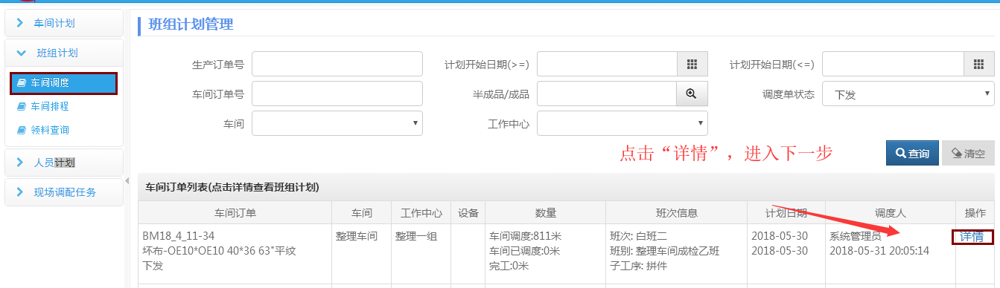 车间计划
班组计划
车间调度
车间排程
领料查询
人员计划
现场调配任务
班组计划管理
生产订单号 计划开始日期(>=) 计划开始日期(<=)
车间订单号 半成品/成品 调度单状态 下发
车间 工作中心
点击“详情”，进入下一步
查询 清空
车间订单列表(点击详情查看班组计划)
车间订单 车间 工作中心 设备 数量 班次信息 计划日期 调度人 操作
BM18_4_11-34 整理车间 整理一组 车间调度:811米 班次: 白班二 2018-05-30 系统管理员 详情
坏布-OE10*OE10 40*36 63"平纹 车间已调度:0米 班别: 整理车间成检乙班 2018-05-30 2018-05-31 20:05:14
下发 完工:0米 子工序: 拼件